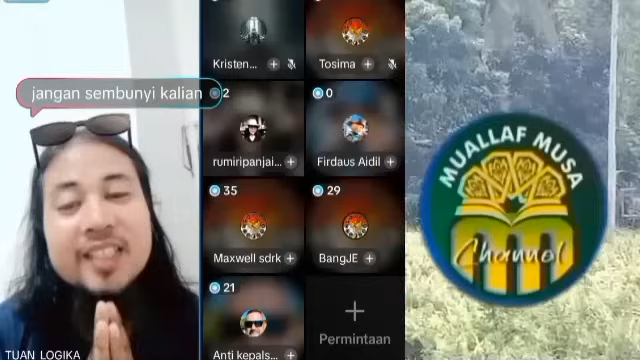 jangan sembunyi kalian
TUAN LOGIKA
Kristen...
Tosima
2
0
rumiripanjai...
Firdaus Aidil
35
29
Maxwell sdrk
BangJE
21
Anti kepals...
Permintaan
MUALLAF MUSA
Channel